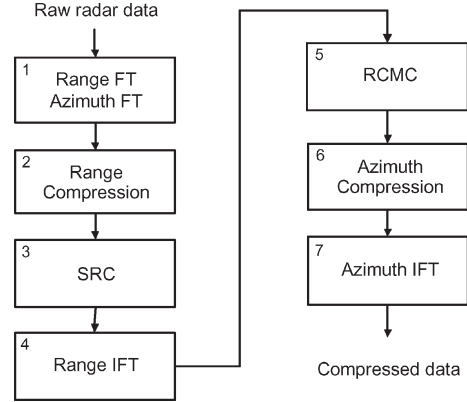 Raw radar data
1
Range FT
Azimuth FT
2
Range
Compression
3
SRC
4
Range IFT
5
RCMC
6
Azimuth
Compression
7
Azimuth IFT
Compressed data